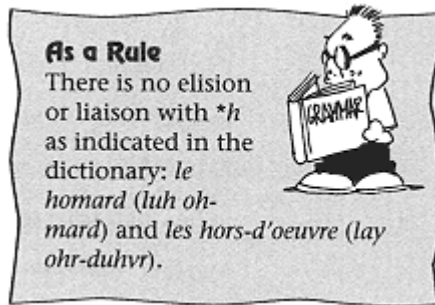 As a Rule
There is no elision
or liaison with *h
as indicated in the
dictionary: le
homard (luh oh-
mard) and les hors-d'oeuvre (lay
ohr-duhvr).
GRAMMAR